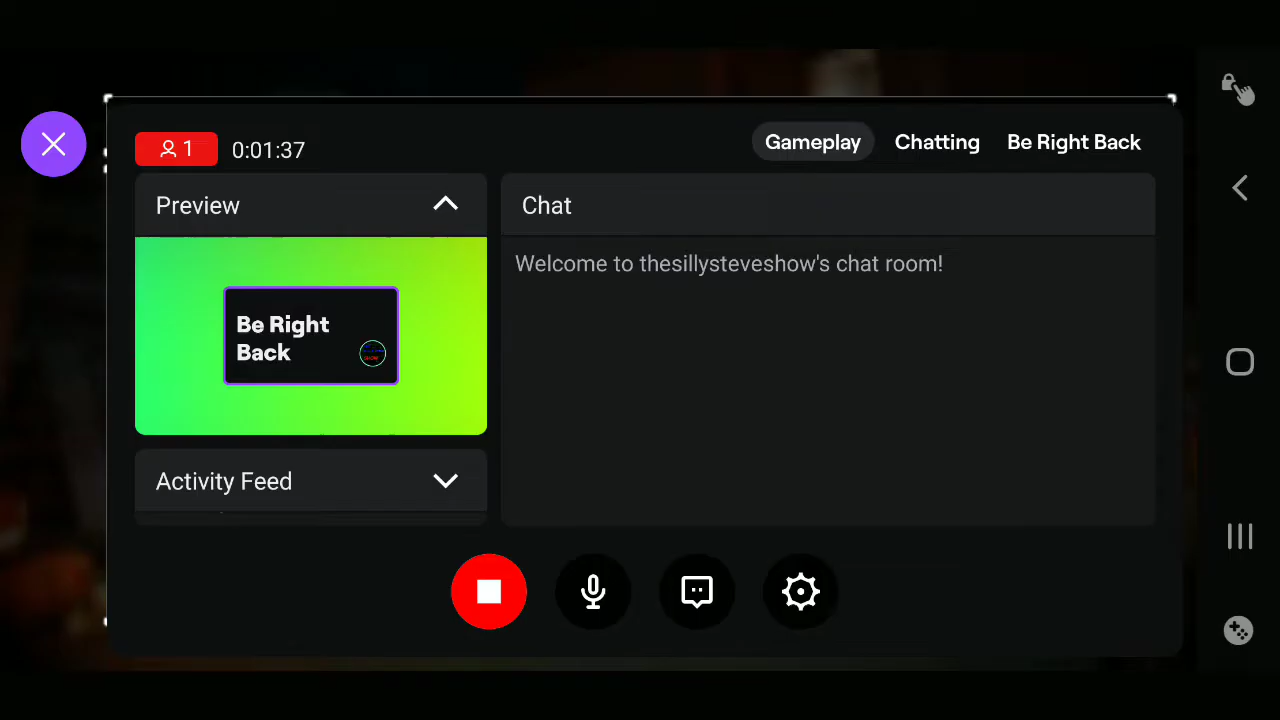 1 0:01:37
Gameplay Chatting Be Right Back
Preview
Be Right
Back
Activity Feed
Chat
Welcome to thesillysteveshow's chat room!